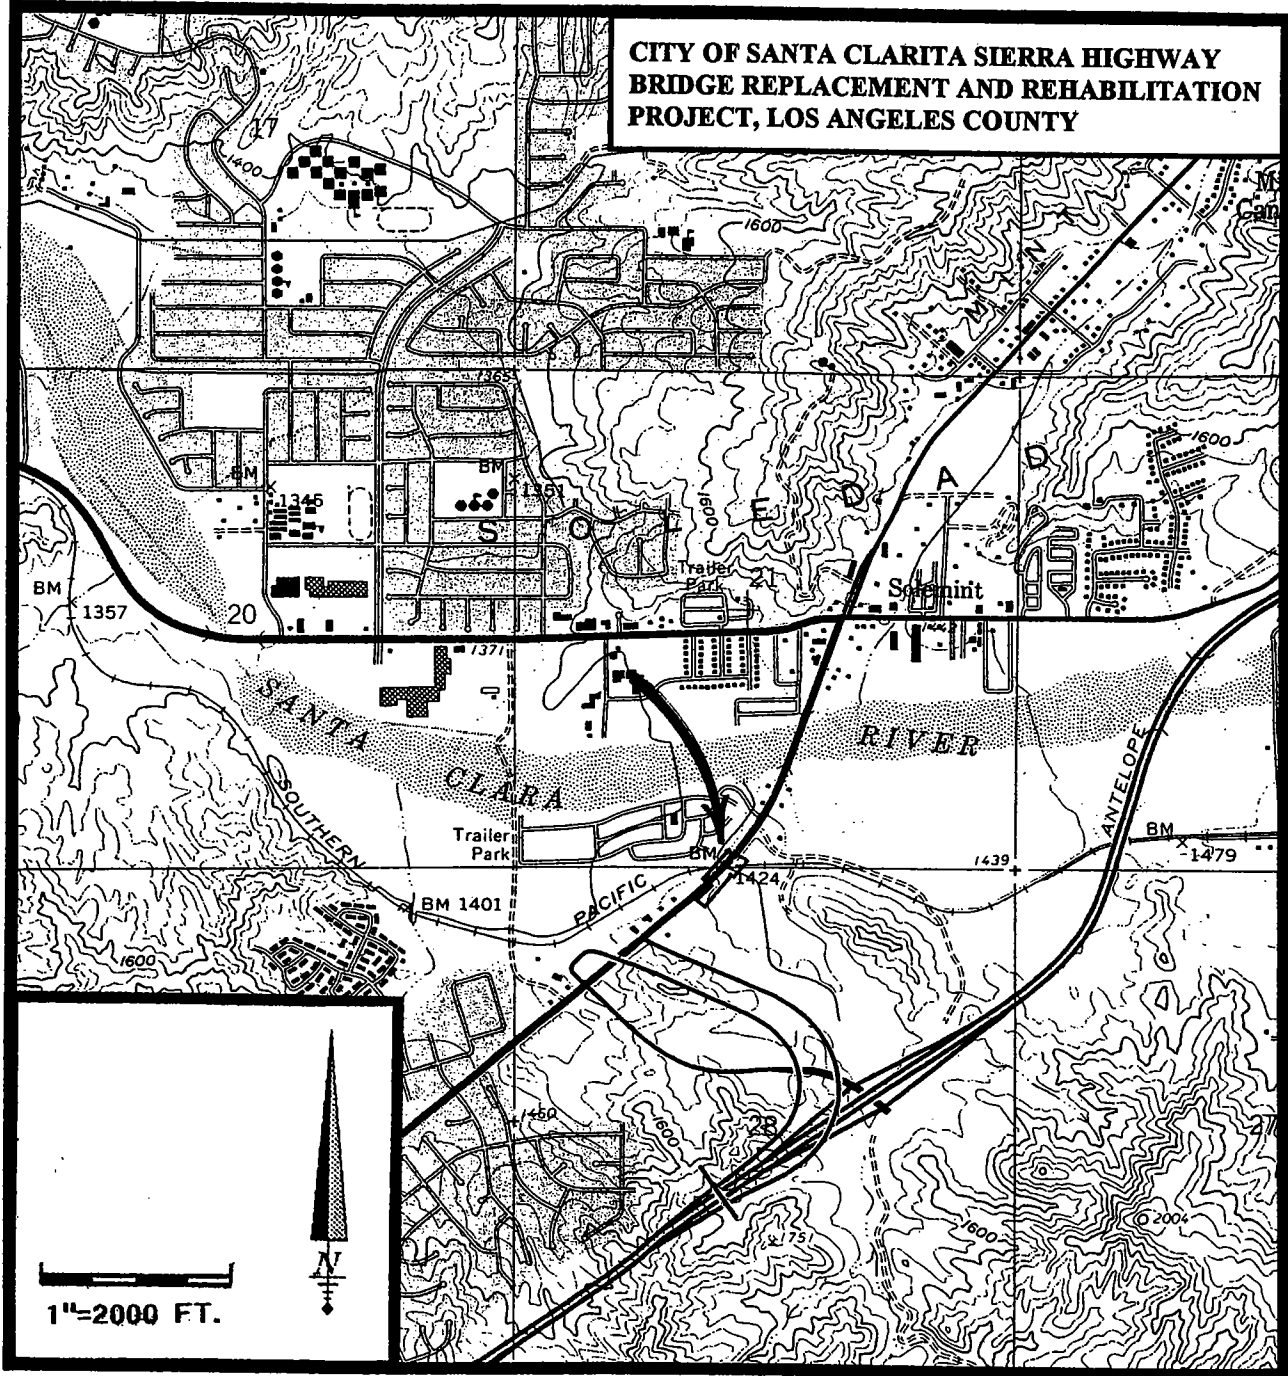 CITY OF SANTA CLARITA SIERRA HIGHWAY
BRIDGE REPLACEMENT AND REHABILITATION
PROJECT, LOS ANGELES COUNTY
17
1400
1600
M I N T
1365
BM
1345
BM
1351
S O L E D A D
1600
1600
Trailer
Park
21
Solemint
BM
1357
20
1371
SANTA
CLARA
RIVER
SOUTHERN
PACIFIC
ANTELOPE
Trailer
Park
BM
1424
1439
BM
1479
BM 1401
1600
1450
1600
28
27
1600
2004
1751
N
1"=2000 FT.